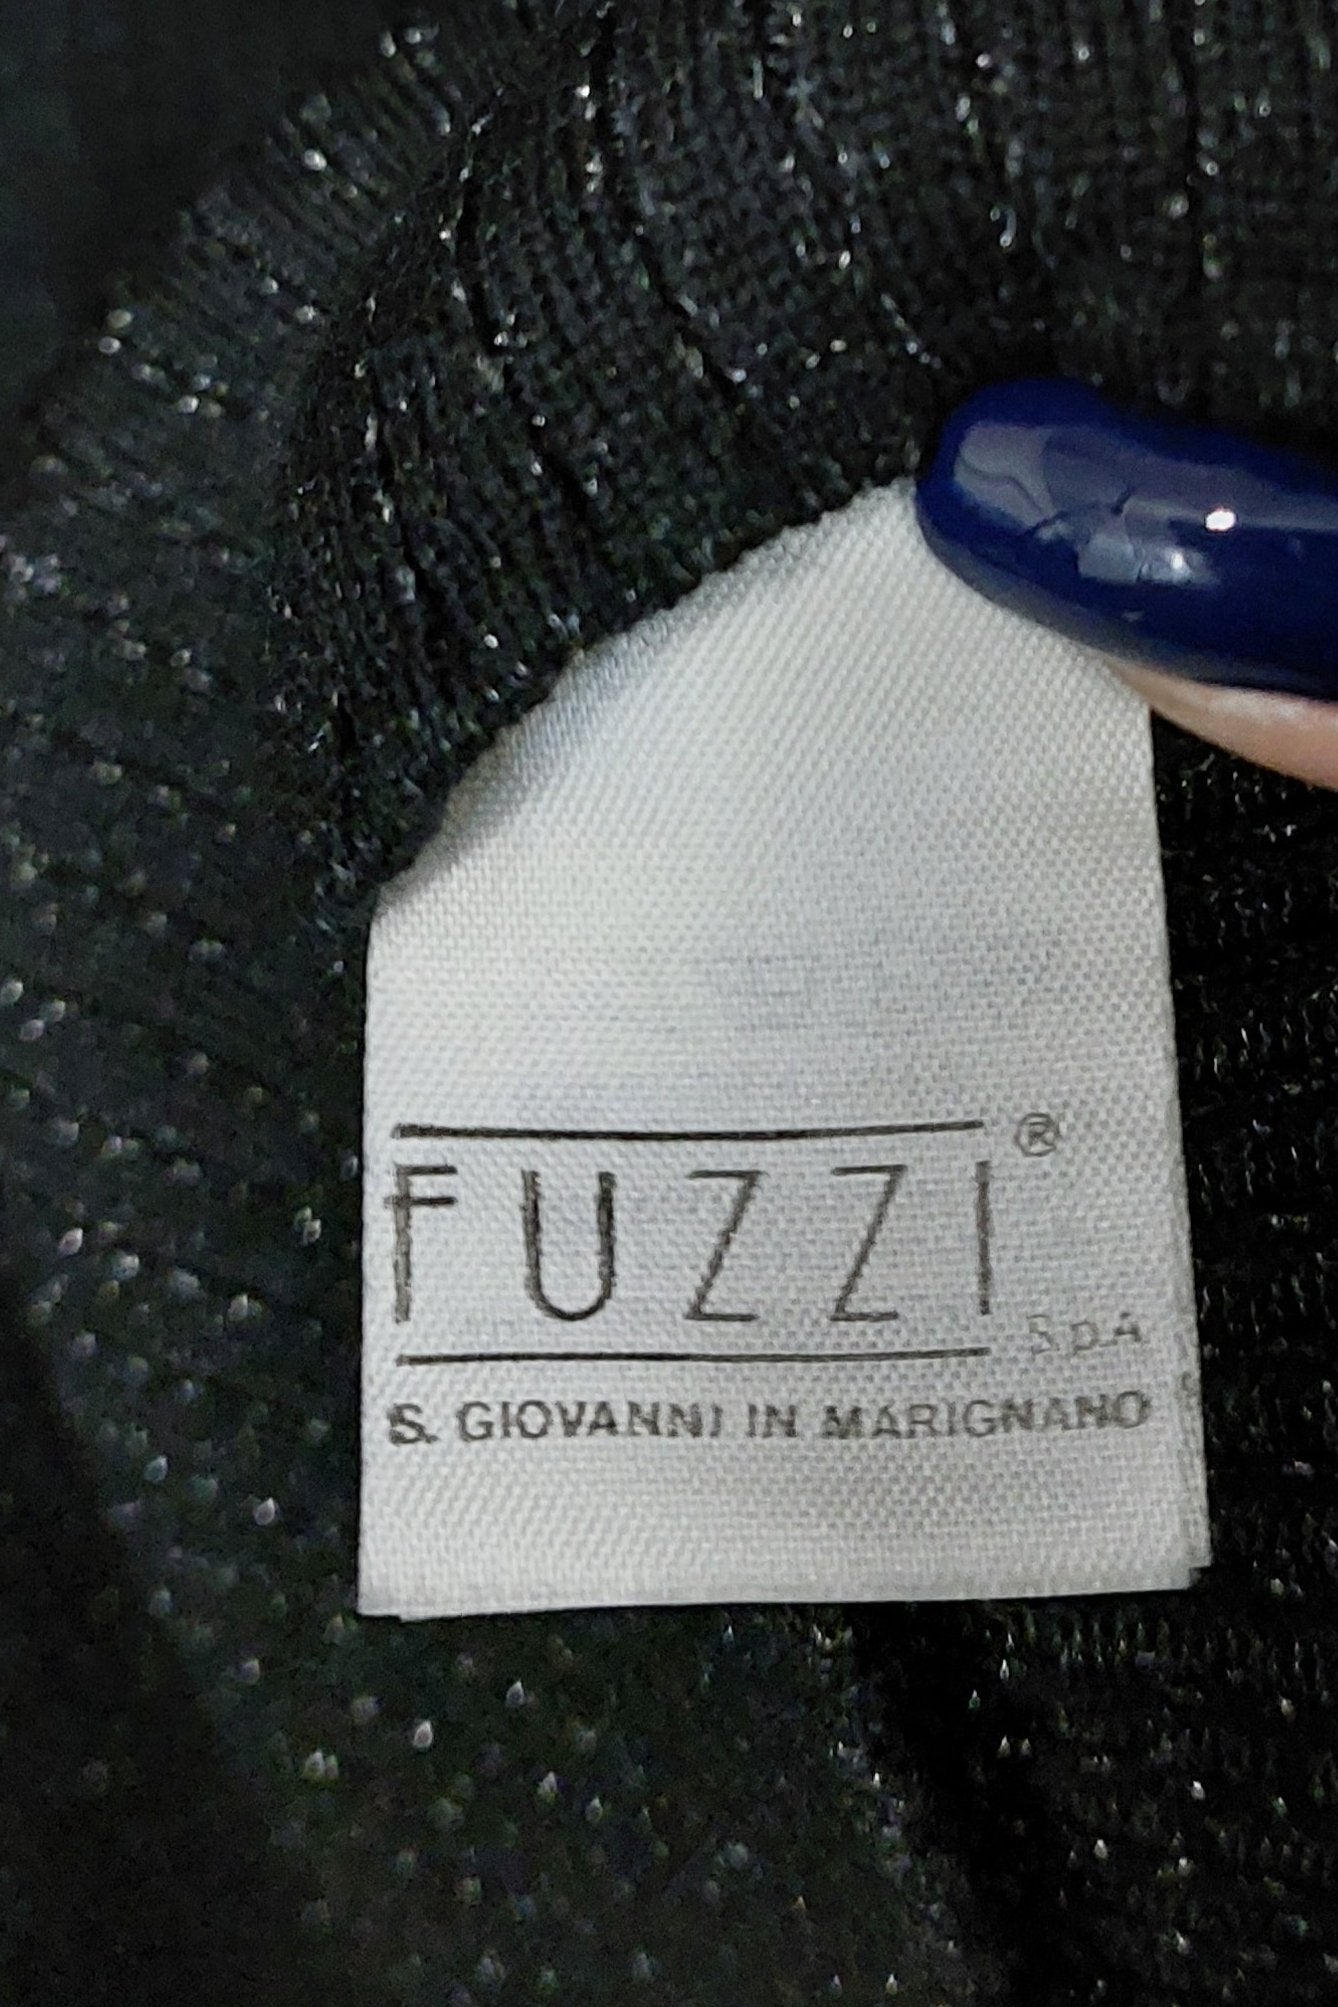 FUZZI®
S.p.A
S. GIOVANNI IN MARIGNANO